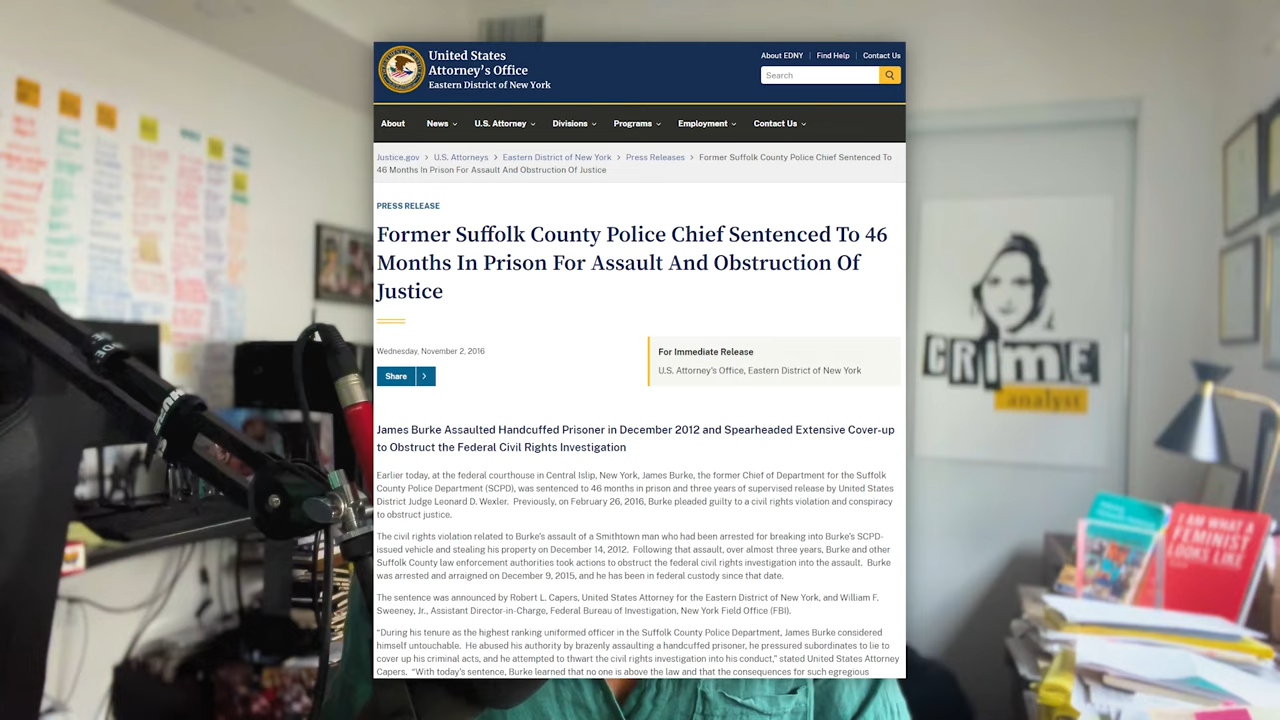 United States
Attorney's Office
Eastern District of New York
About EDNY | Find Help | Contact Us
Search
About News U.S. Attorney Divisions Programs Employment Contact Us
Justice.gov > U.S. Attorneys > Eastern District of New York > Press Releases > Former Suffolk County Police Chief Sentenced To
46 Months In Prison For Assault And Obstruction Of Justice
PRESS RELEASE
Former Suffolk County Police Chief Sentenced To 46
Months In Prison For Assault And Obstruction Of
Justice
Wednesday, November 2, 2016
Share >
For Immediate Release
U.S. Attorney's Office, Eastern District of New York
James Burke Assaulted Handcuffed Prisoner in December 2012 and Spearheaded Extensive Cover-up
to Obstruct the Federal Civil Rights Investigation
Earlier today, at the federal courthouse in Central Islip, New York, James Burke, the former Chief of Department for the Suffolk
County Police Department (SCPD), was sentenced to 46 months in prison and three years of supervised release by United States
District Judge Leonard D. Wexler.  Previously, on February 26, 2016, Burke pleaded guilty to a civil rights violation and conspiracy
to obstruct justice.
The civil rights violation related to Burke's assault of a Smithtown man who had been arrested for breaking into Burke's SCPD-
issued vehicle and stealing his property on December 14, 2012.  Following that assault, over almost three years, Burke and other
Suffolk County law enforcement authorities took actions to obstruct the federal civil rights investigation into the assault.  Burke
was arrested and arraigned on December 9, 2015, and he has been in federal custody since that date.
The sentence was announced by Robert L. Capers, United States Attorney for the Eastern District of New York, and William F.
Sweeney, Jr., Assistant Director-in-Charge, Federal Bureau of Investigation, New York Field Office (FBI).
"During his tenure as the highest ranking uniformed officer in the Suffolk County Police Department, James Burke considered
himself untouchable.  He abused his authority by brazenly assaulting a handcuffed prisoner, he pressured subordinates to lie to
cover up his criminal acts, and he attempted to thwart the civil rights investigation into his conduct," stated United States Attorney
Capers.  "With today's sentence, Burke learned that no one is above the law and that the consequences for such egregious
CRIME
analyst
I AM WHAT A
FEMINIST
LOOKS LIKE